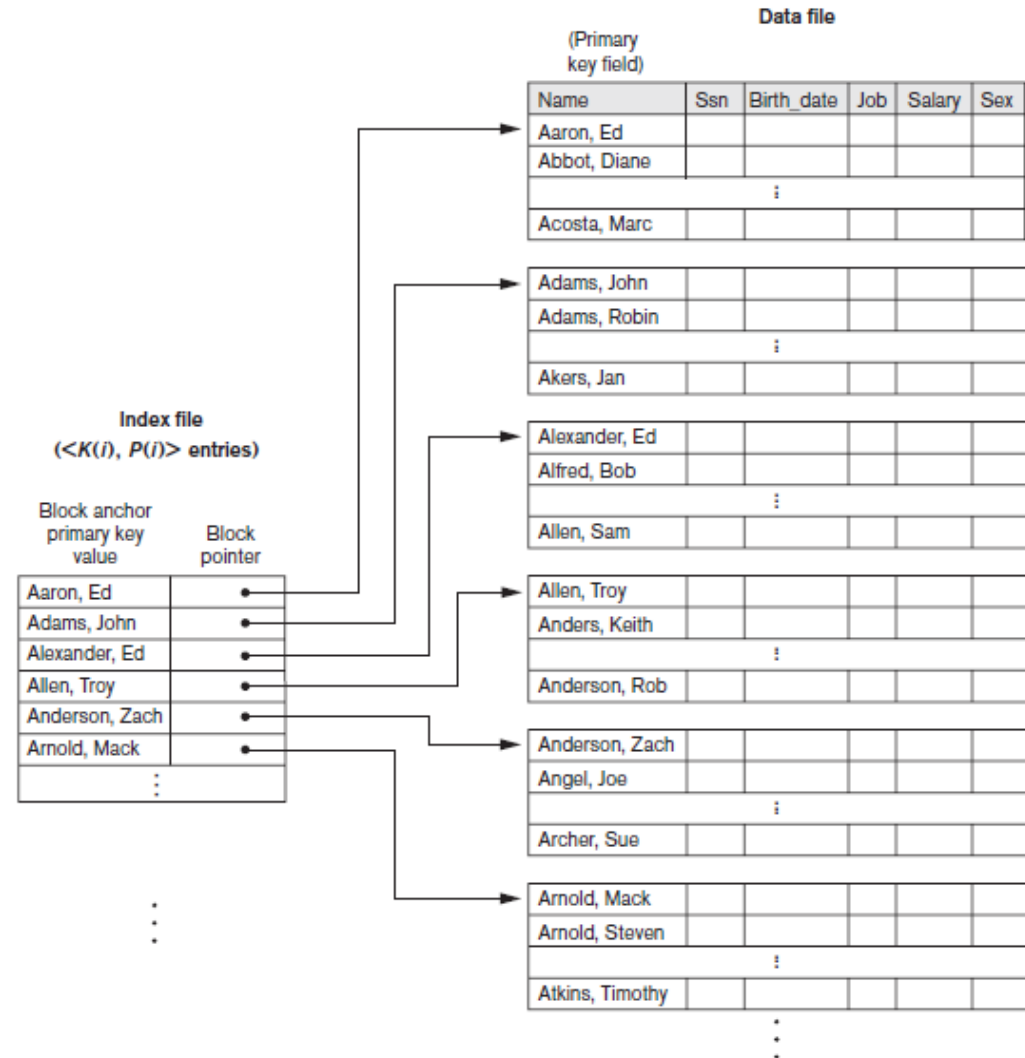 Data file
(Primary
key field)
Name Ssn Birth_date Job Salary Sex
Aaron, Ed
Abbot, Diane
⋮
Acosta, Marc
Adams, John
Adams, Robin
⋮
Akers, Jan
Alexander, Ed
Alfred, Bob
⋮
Allen, Sam
Allen, Troy
Anders, Keith
⋮
Anderson, Rob
Anderson, Zach
Angel, Joe
⋮
Archer, Sue
Arnold, Mack
Arnold, Steven
⋮
Atkins, Timothy
⋮
Index file
(<K(i), P(i)> entries)
Block anchor
primary key
value
Block
pointer
Aaron, Ed
Adams, John
Alexander, Ed
Allen, Troy
Anderson, Zach
Arnold, Mack
⋮
⋮